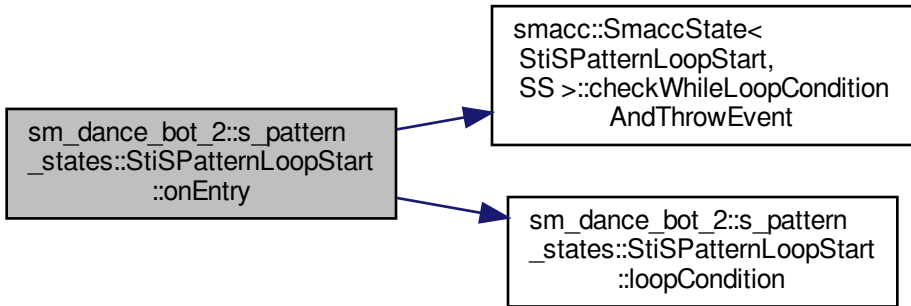 smacc::SmaccState<
StiSPatternLoopStart,
SS >::checkWhileLoopCondition
AndThrowEvent
sm_dance_bot_2::s_pattern
_states::StiSPatternLoopStart
::onEntry
sm_dance_bot_2::s_pattern
_states::StiSPatternLoopStart
::loopCondition